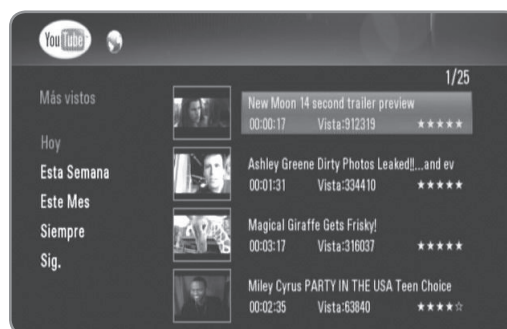 YouTube
1/25
Más vistos
Hoy
Esta Semana
Este Mes
Siempre
Sig.
New Moon 14 second trailer preview
00:00:17 Vista:912319 ★★★★★
Ashley Greene Dirty Photos Leaked!!...and ev
00:01:31 Vista:334410 ★★★★★
Magical Giraffe Gets Frisky!
00:03:17 Vista:316037 ★★★★★
Miley Cyrus PARTY IN THE USA Teen Choice
00:02:35 Vista:63840 ★★★★☆